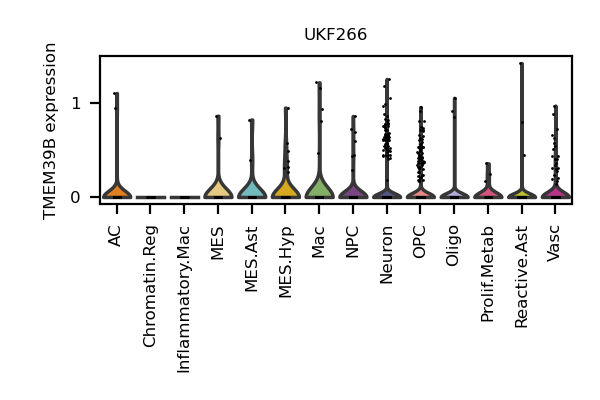 UKF266
TMEM39B expression
1
0
AC
Chromatin.Reg
Inflammatory.Mac
MES
MES.Ast
MES.Hyp
Mac
NPC
Neuron
OPC
Oligo
Prolif.Metab
Reactive.Ast
Vasc